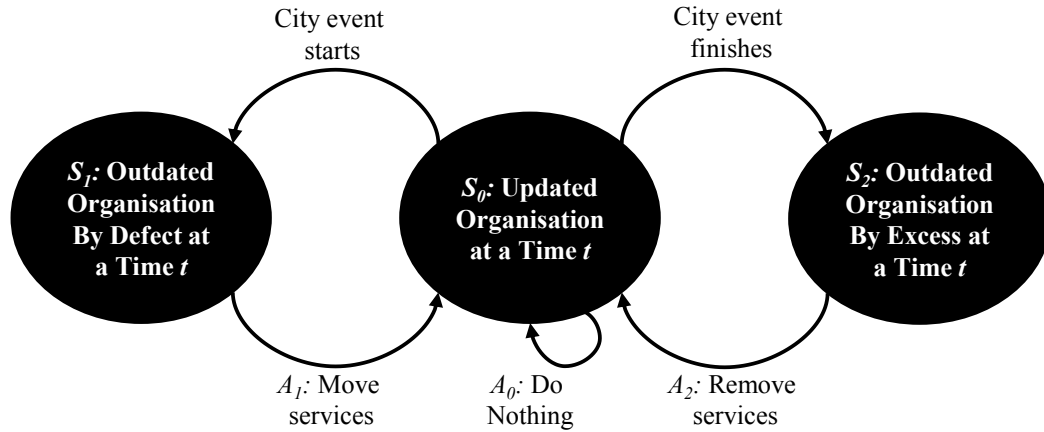 City event
starts
City event
finishes
S1: Outdated
Organisation
By Defect at
a Time t
S0: Updated
Organisation
at a Time t
S2: Outdated
Organisation
By Excess at
a Time t
A1: Move
services
A0: Do
Nothing
A2: Remove
services